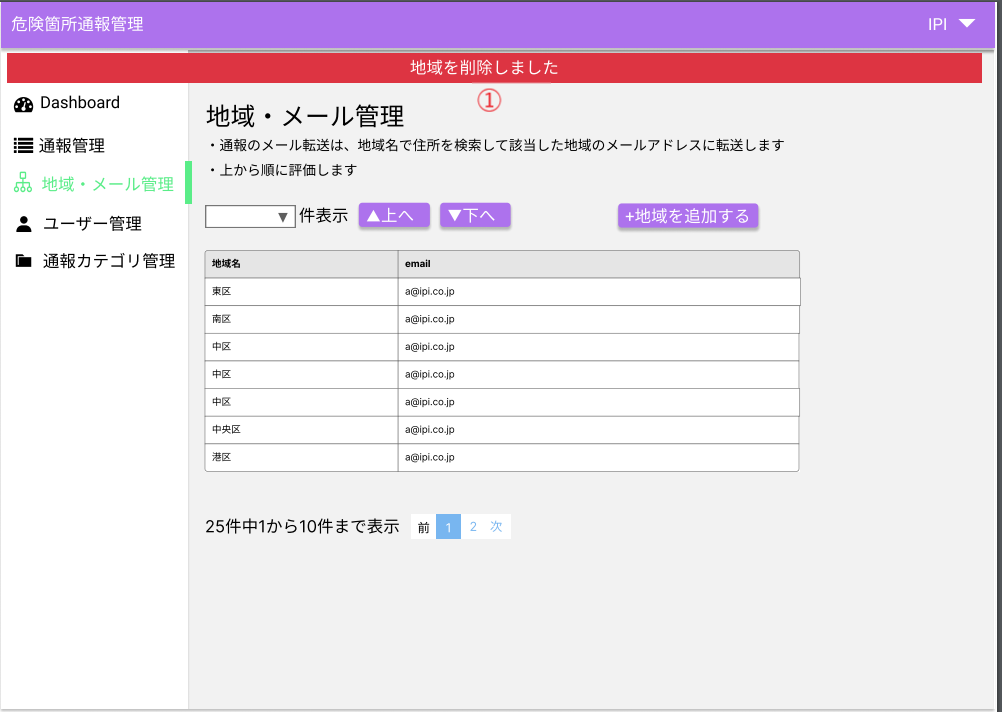 危険箇所通報管理 IPI
地域を削除しました
①
Dashboard
通報管理
地域・メール管理
ユーザー管理
通報カテゴリ管理
地域・メール管理
・通報のメール転送は、地域名で住所を検索して該当した地域のメールアドレスに転送します
・上から順に評価します
▼ 件表示 ▲上へ ▼下へ +地域を追加する
地域名 email
東区 a@ipi.co.jp
南区 a@ipi.co.jp
中区 a@ipi.co.jp
中区 a@ipi.co.jp
中区 a@ipi.co.jp
中央区 a@ipi.co.jp
港区 a@ipi.co.jp
25件中1から10件まで表示 前 1 2 次